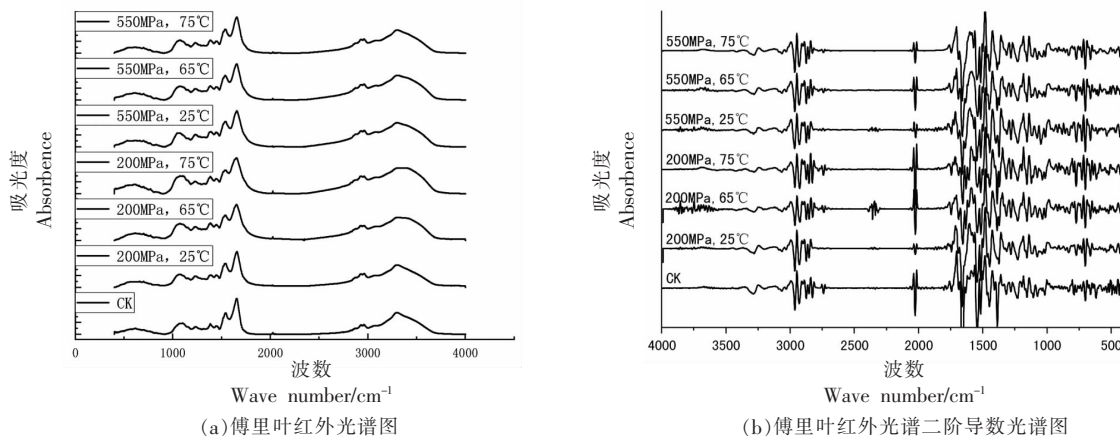 550MPa, 75℃
550MPa, 65℃
550MPa, 25℃
200MPa, 75℃
200MPa, 65℃
200MPa, 25℃
CK
吸光度
Absorbence
0 1000 2000 3000 4000
波数
Wave number/cm⁻¹
(a)傅里叶红外光谱图
550MPa, 75℃
550MPa, 65℃
550MPa, 25℃
200MPa, 75℃
200MPa, 65℃
200MPa, 25℃
CK
吸光度
Absorbence
4000 3500 3000 2500 2000 1500 1000 500
波数
Wave number/cm⁻¹
(b)傅里叶红外光谱二阶导数光谱图